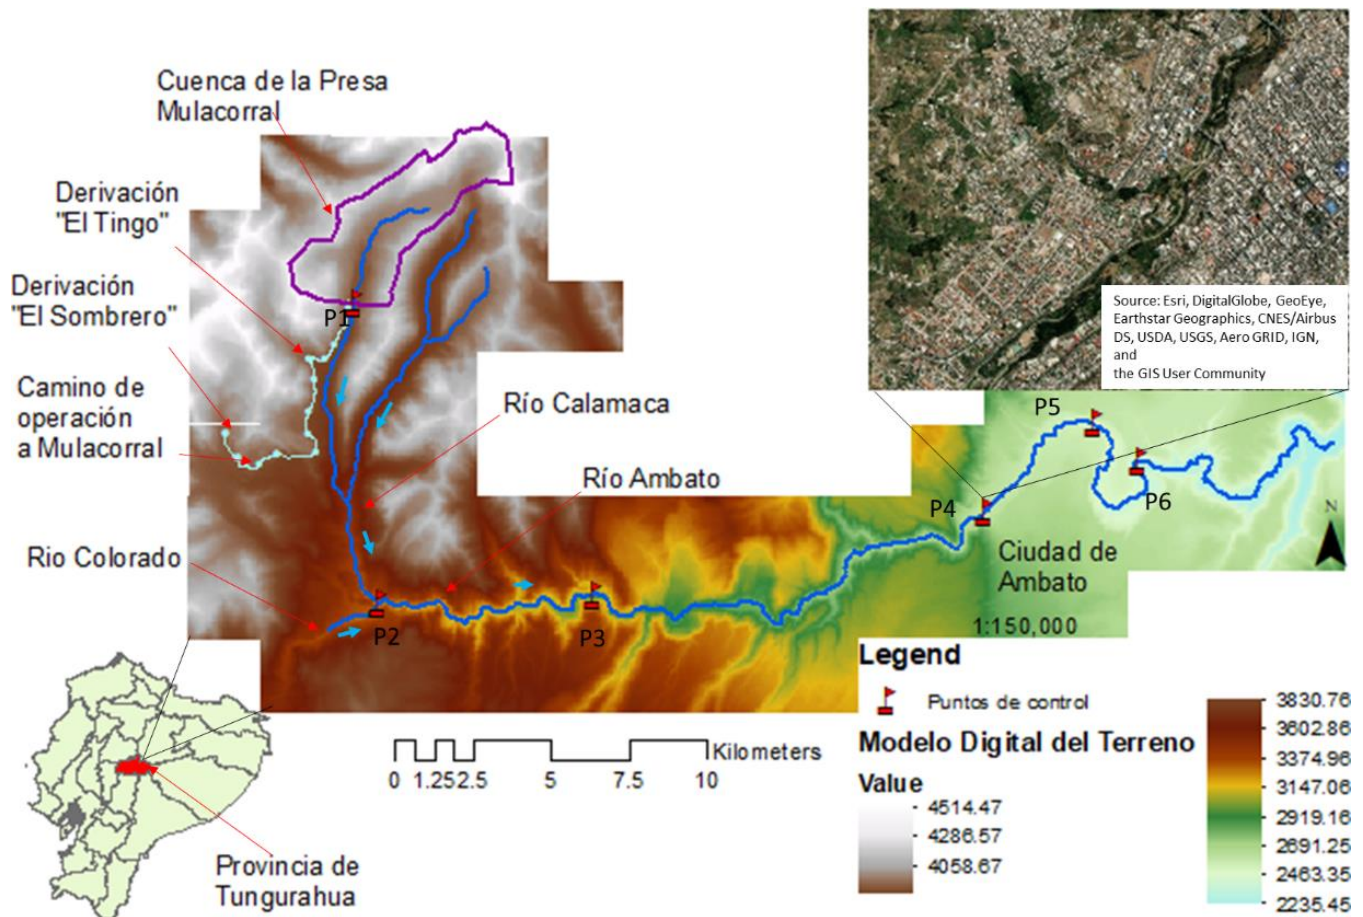 Cuenca de la Presa
Mulacorral
Derivación
"El Tingo"
Derivación
"El Sombrero"
Camino de
operación
a Mulacorral
Rio Colorado
P1
Río Calamaca
Río Ambato
P2
P3
P4
P5
P6
Source: Esri, DigitalGlobe, GeoEye,
Earthstar Geographics, CNES/Airbus
DS, USDA, USGS, Aero GRID, IGN,
and
the GIS User Community
N
Ciudad de
Ambato
1:150,000
Legend
Puntos de control
Modelo Digital del Terreno
Value
4514.47
4286.57
4058.67
3830.76
3602.86
3374.96
3147.06
2919.16
2691.25
2463.35
2235.45
Kilometers
0 1.252.5 5 7.5 10
Provincia de
Tungurahua